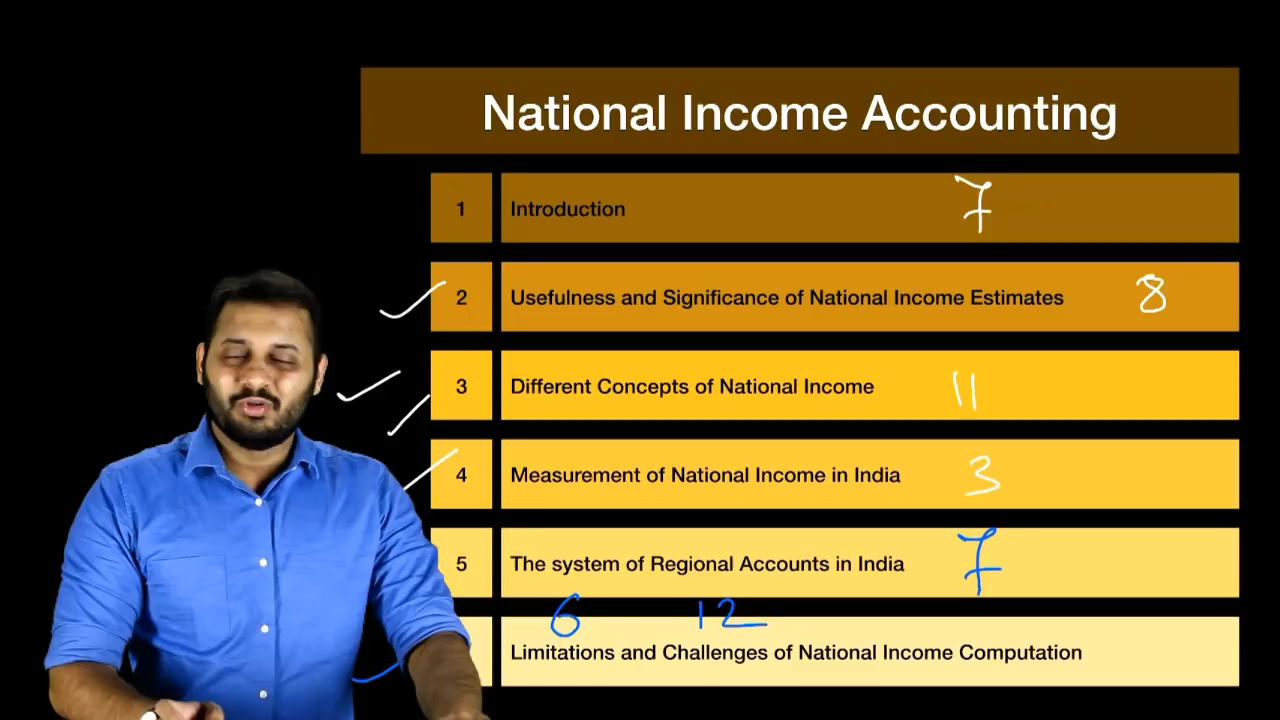 National Income Accounting
1 Introduction 7
2 Usefulness and Significance of National Income Estimates 8
3 Different Concepts of National Income 11
4 Measurement of National Income in India 3
5 The system of Regional Accounts in India 7
6 12
Limitations and Challenges of National Income Computation